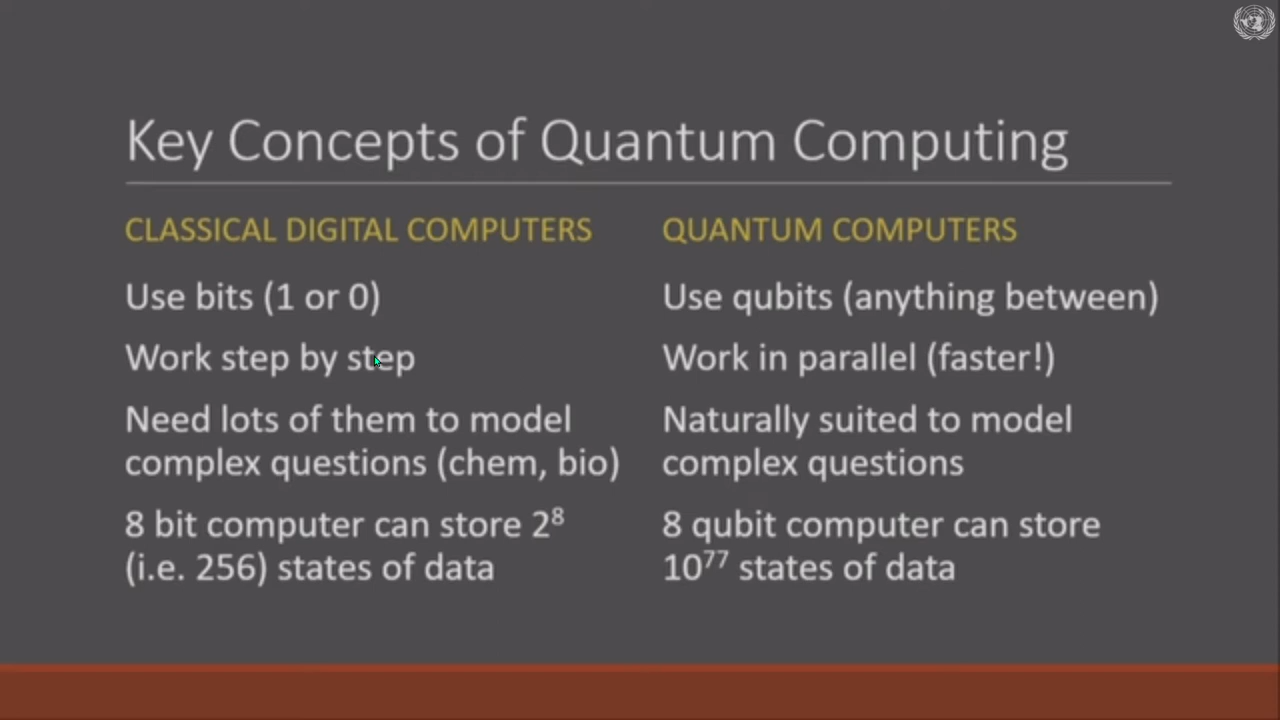 Key Concepts of Quantum Computing
CLASSICAL DIGITAL COMPUTERS
Use bits (1 or 0)
Work step by step
Need lots of them to model
complex questions (chem, bio)
8 bit computer can store 2⁸
(i.e. 256) states of data
QUANTUM COMPUTERS
Use qubits (anything between)
Work in parallel (faster!)
Naturally suited to model
complex questions
8 qubit computer can store
10⁷⁷ states of data